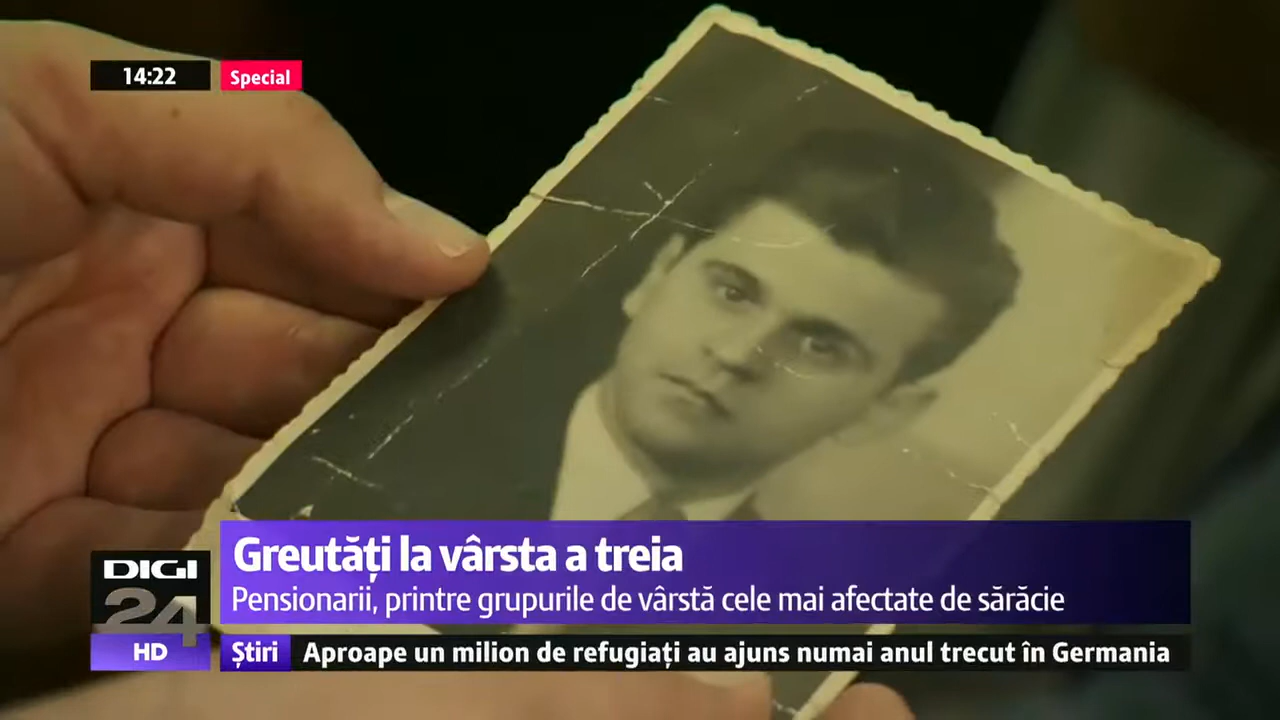 14:22
Special
Greutăți la vârsta a treia
Pensionarii, printre grupurile de vârstă cele mai afectate de sărăcie
DIGI
24
HD
Știri
Aproape un milion de refugiați au ajuns numai anul trecut în Germania